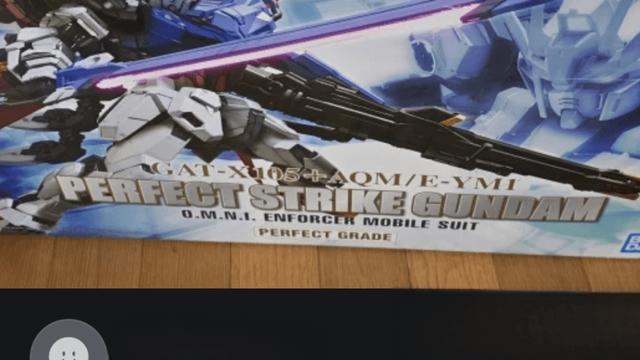 GAT-X105+AQM/E-YM1
PERFECT STRIKE GUNDAM
O.M.N.I. ENFORCER MOBILE SUIT
PERFECT GRADE